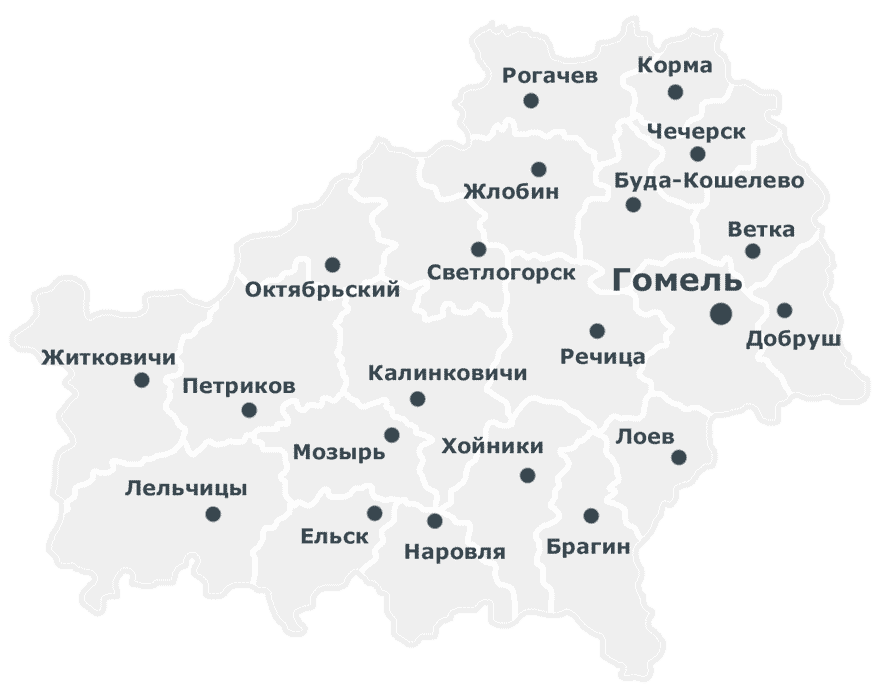 Рогачев
Корма
Чечерск
Жлобин
Буда-Кошелево
Ветка
Светлогорск
Гомель
Октябрьский
Добруш
Житковичи
Речица
Петриков
Калинковичи
Лоев
Мозырь
Хойники
Лельчицы
Ельск
Наровля
Брагин